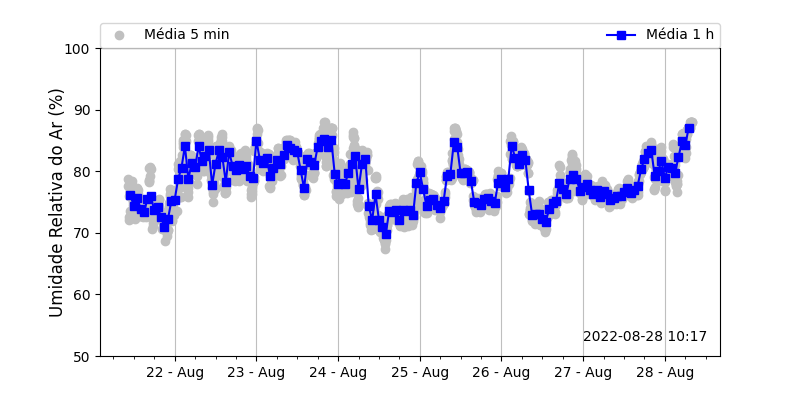 Média 5 min
Média 1 h
Umidade Relativa do Ar (%)
100
90
80
70
60
50
2022-08-28 10:17
22 - Aug
23 - Aug
24 - Aug
25 - Aug
26 - Aug
27 - Aug
28 - Aug